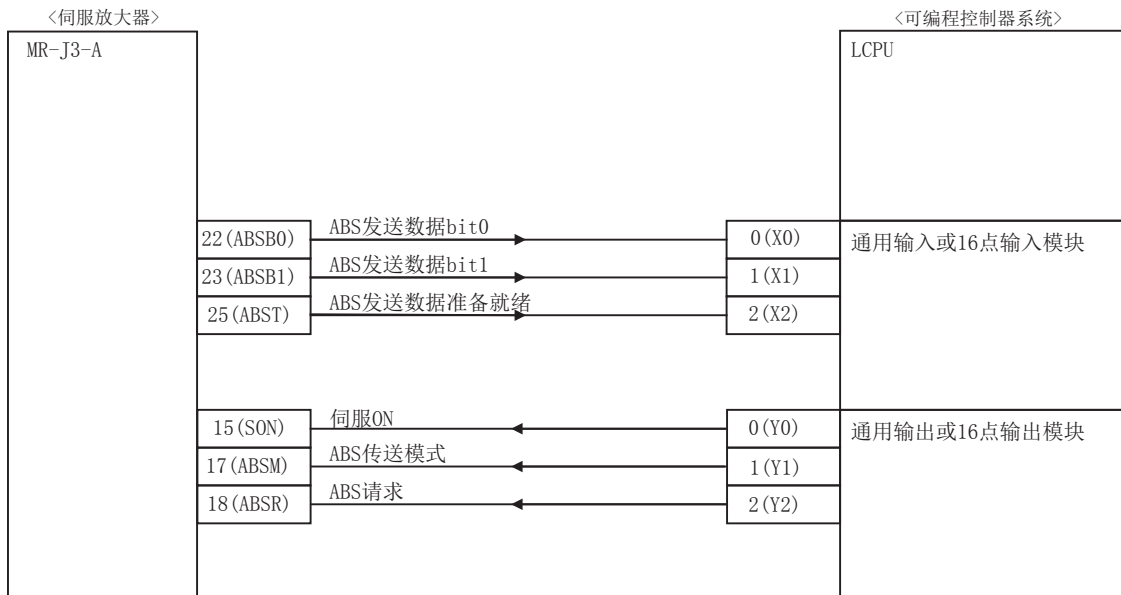 <伺服放大器>
<可编程控制器系统>
MR-J3-A
LCPU
22(ABSB0)
ABS发送数据bit0
0(X0)
通用输入或16点输入模块
23(ABSB1)
ABS发送数据bit1
1(X1)
25(ABST)
ABS发送数据准备就绪
2(X2)
15(SON)
伺服ON
0(Y0)
通用输出或16点输出模块
17(ABSM)
ABS传送模式
1(Y1)
18(ABSR)
ABS请求
2(Y2)